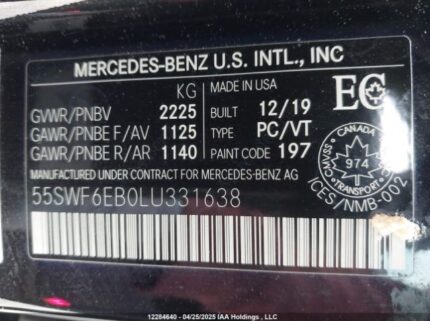 MERCEDES-BENZ U.S. INTL., INC
KG
GVWR/PNBV 2225
GAWR/PNBE F/AV 1125
GAWR/PNBE R/AR 1140
MADE IN USA
BUILT 12/19
TYPE PC/VT
PAINT CODE 197
EC
CANADA
974
TRANSPORT
ICES/NMB-002
MANUFACTURED UNDER CONTRACT FOR MERCEDES-BENZ AG
55SWF6EB0LU331638
12264640 - 04/25/2025 IAA Holdings , LLC